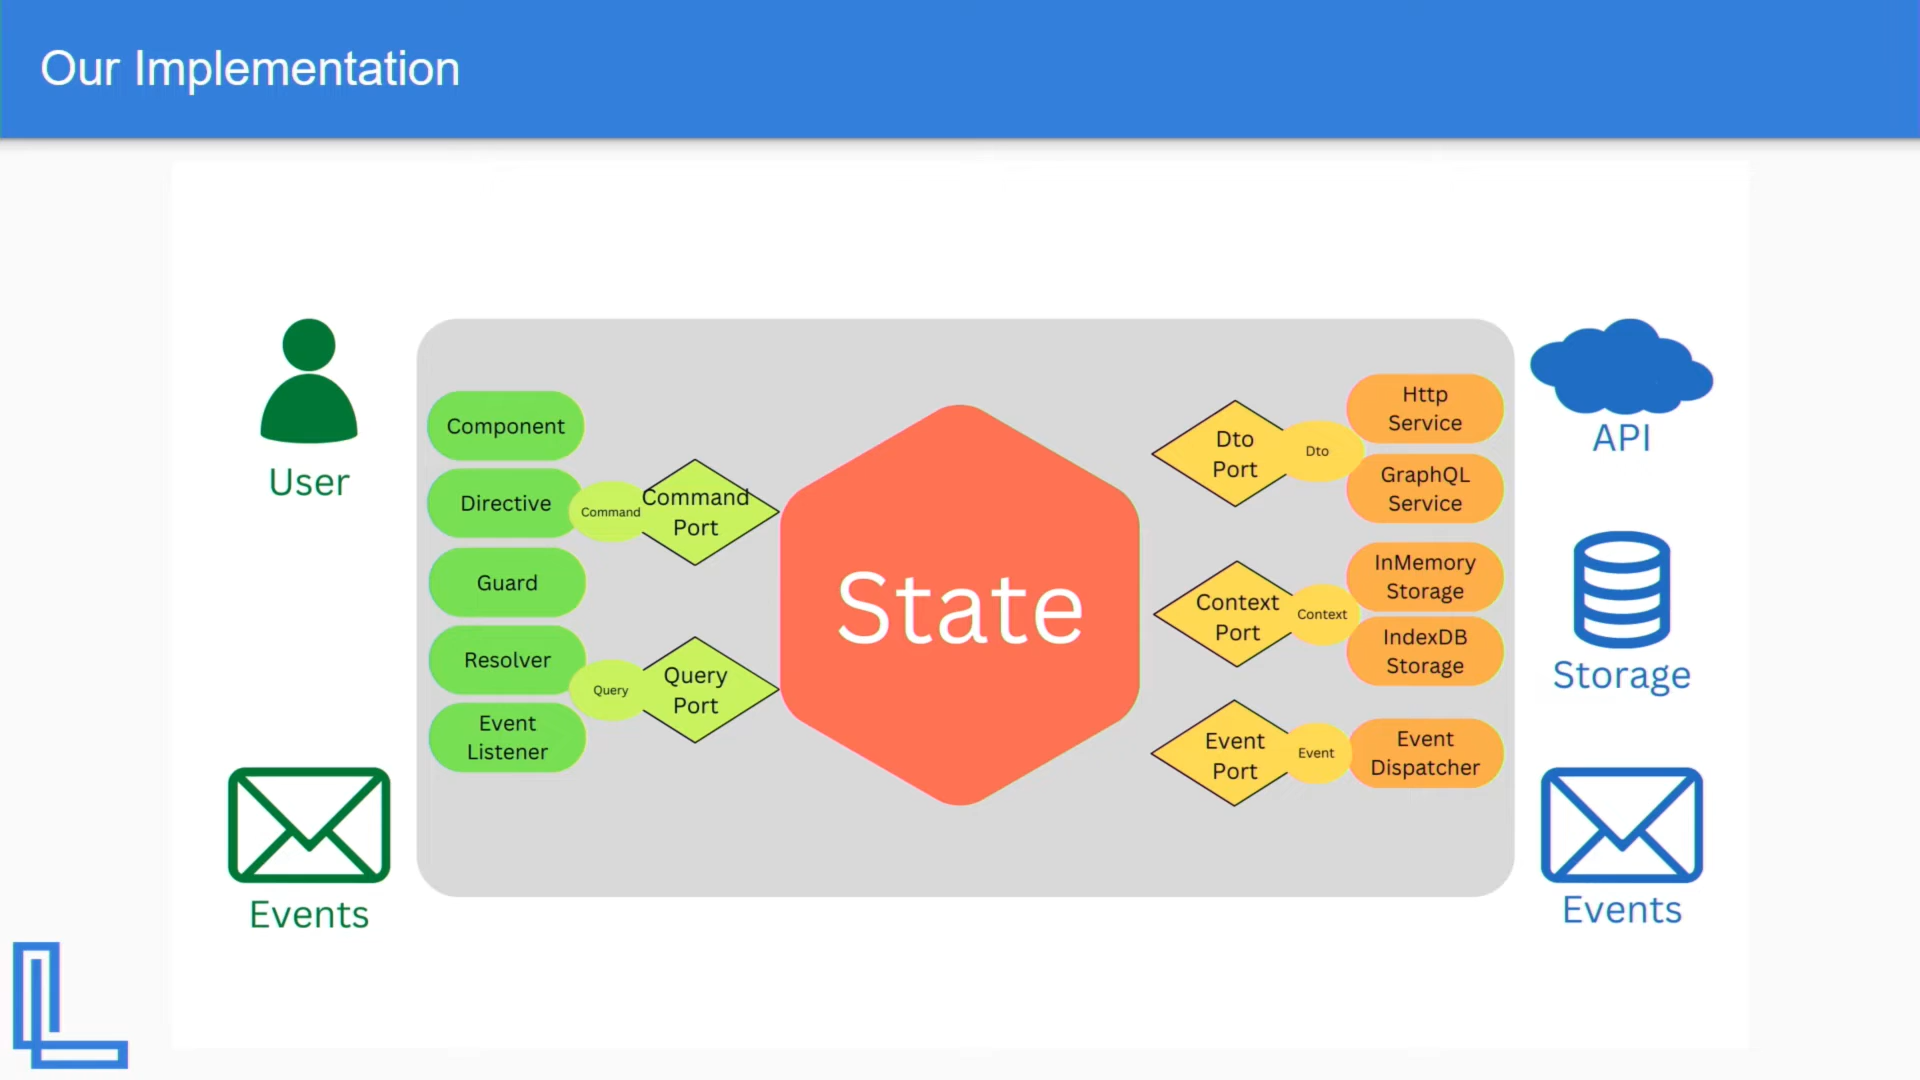 Our Implementation
User
Events
Component
Directive
Guard
Resolver
Event
Listener
Command
Command
Port
Query
Query
Port
State
Dto
Port
Dto
Context
Port
Context
Event
Port
Event
Http
Service
GraphQL
Service
InMemory
Storage
IndexDB
Storage
Event
Dispatcher
API
Storage
Events